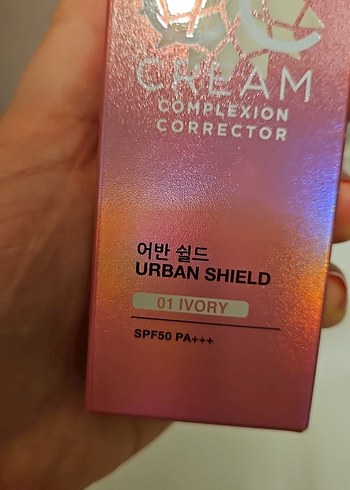 CREAM
COMPLEXION
CORRECTOR
어반 쉴드
URBAN SHIELD
01 IVORY
SPF50 PA+++